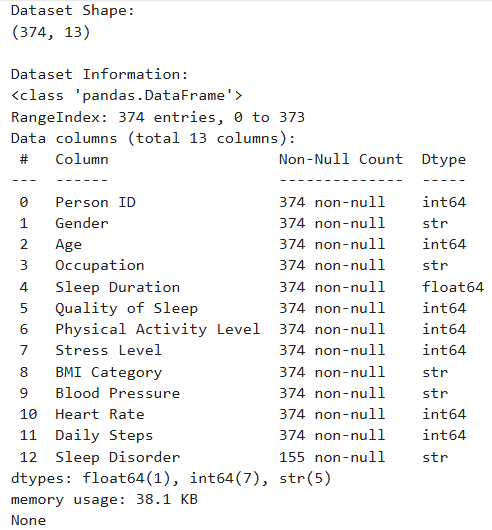 Dataset Shape:
(374, 13)

Dataset Information:
<class 'pandas.DataFrame'>
RangeIndex: 374 entries, 0 to 373
Data columns (total 13 columns):
 #   Column                   Non-Null Count  Dtype
---  ------                   --------------  -----
 0   Person ID                374 non-null    int64
 1   Gender                   374 non-null    str
 2   Age                      374 non-null    int64
 3   Occupation               374 non-null    str
 4   Sleep Duration           374 non-null    float64
 5   Quality of Sleep         374 non-null    int64
 6   Physical Activity Level  374 non-null    int64
 7   Stress Level             374 non-null    int64
 8   BMI Category             374 non-null    str
 9   Blood Pressure           374 non-null    str
 10  Heart Rate               374 non-null    int64
 11  Daily Steps              374 non-null    int64
 12  Sleep Disorder           155 non-null    str
dtypes: float64(1), int64(7), str(5)
memory usage: 38.1 KB
None